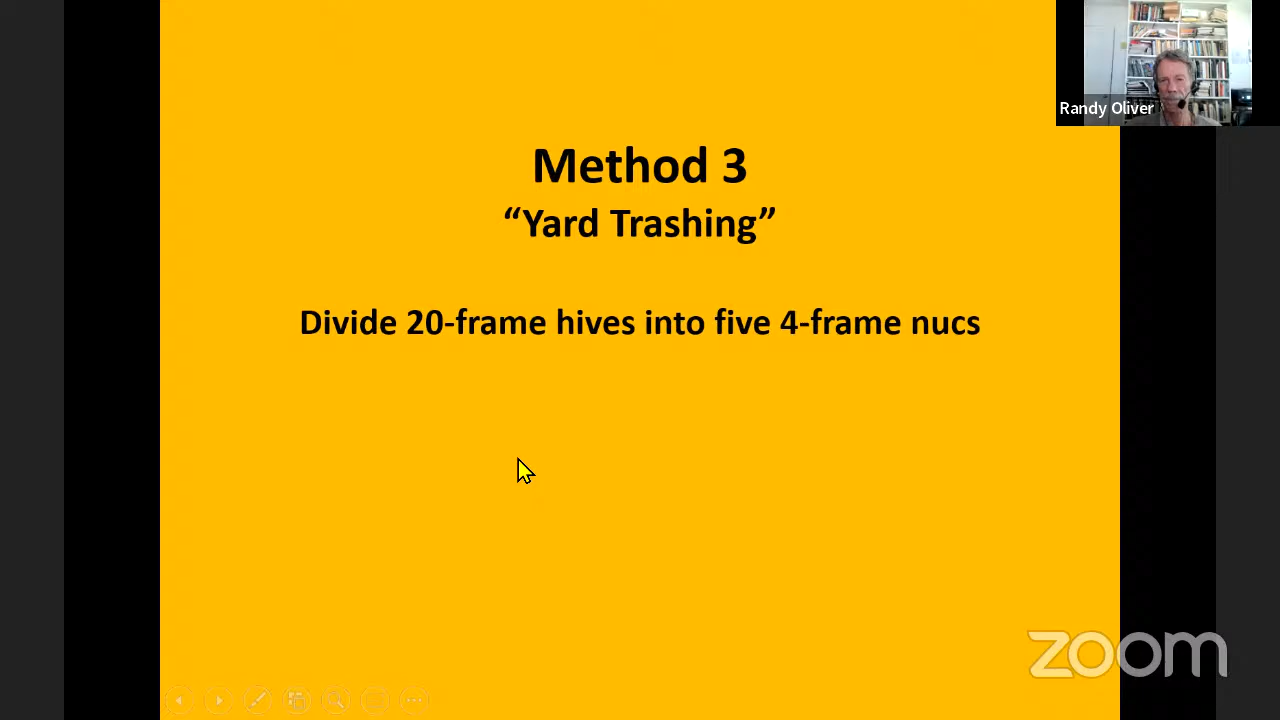 Randy Oliver
Method 3
“Yard Trashing”
Divide 20-frame hives into five 4-frame nucs
zoom